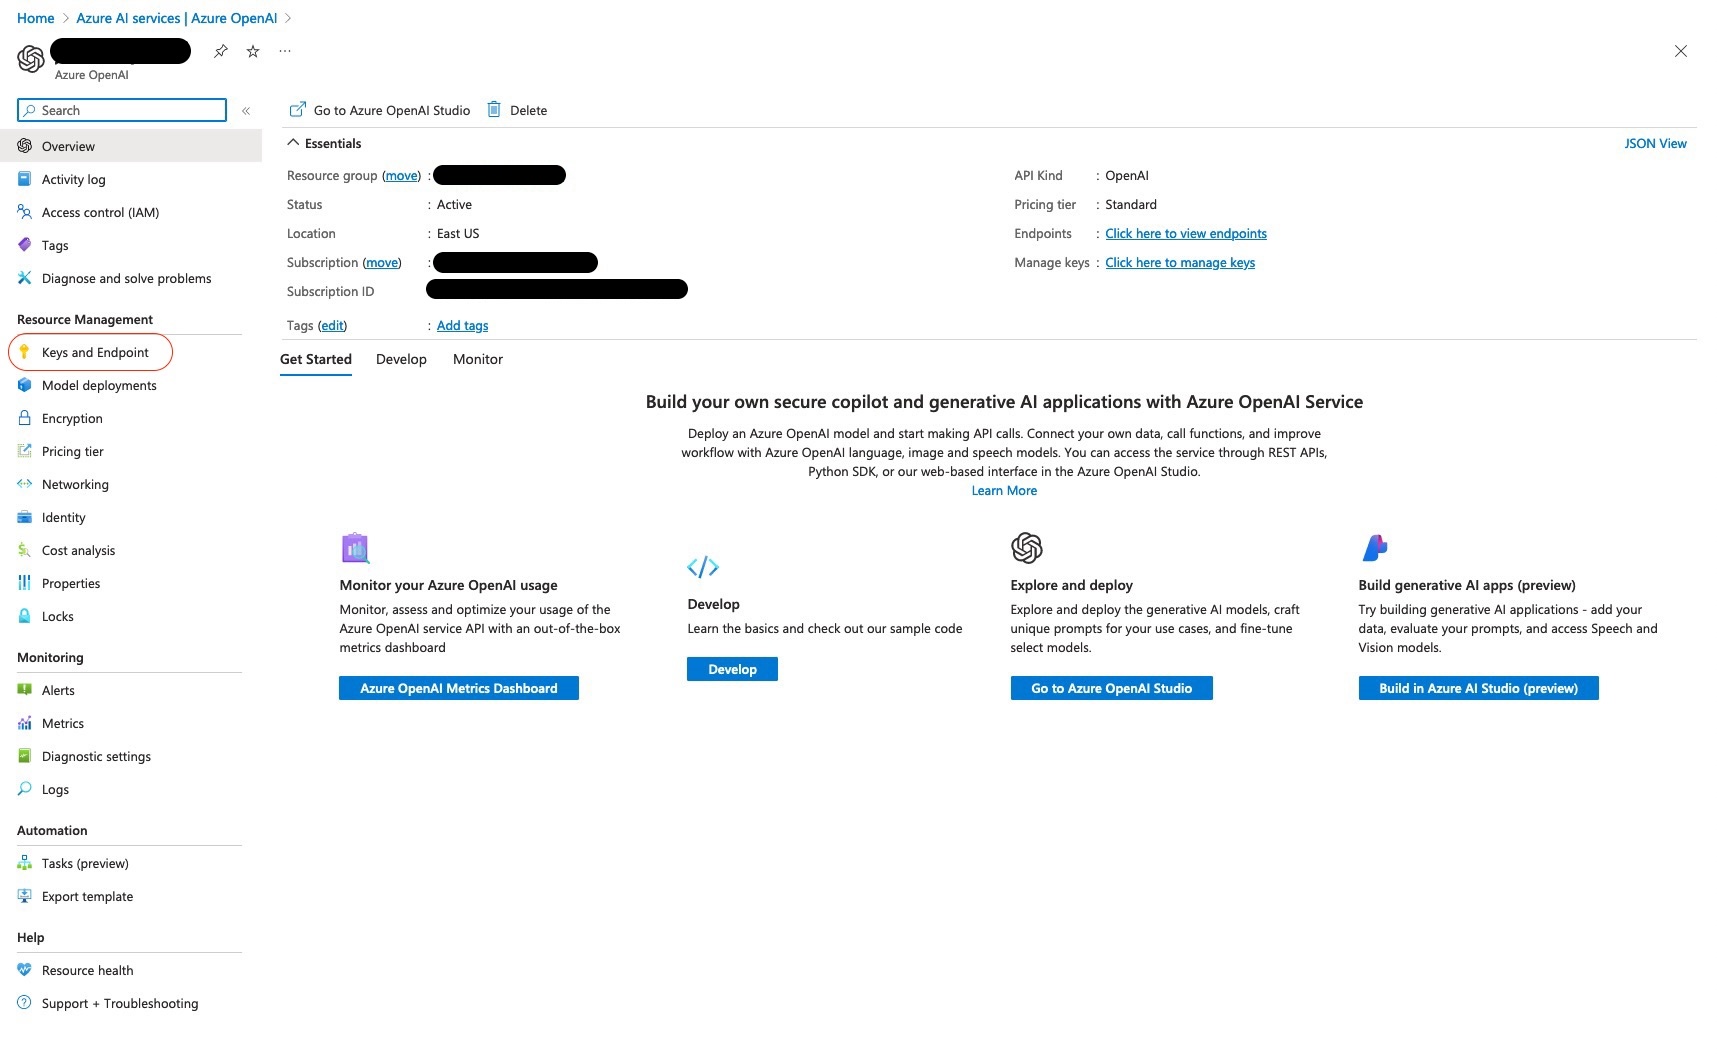 Home > Azure AI services | Azure OpenAI >
Azure OpenAI
Search
Overview
Activity log
Access control (IAM)
Tags
Diagnose and solve problems
Resource Management
Keys and Endpoint
Model deployments
Encryption
Pricing tier
Networking
Identity
Cost analysis
Properties
Locks
Monitoring
Alerts
Metrics
Diagnostic settings
Logs
Automation
Tasks (preview)
Export template
Help
Resource health
Support + Troubleshooting
Go to Azure OpenAI Studio Delete
Essentials JSON View
Resource group (move) :
Status : Active
Location : East US
Subscription (move) :
Subscription ID
Tags (edit) : Add tags
API Kind : OpenAI
Pricing tier : Standard
Endpoints : Click here to view endpoints
Manage keys : Click here to manage keys
Get Started Develop Monitor
Build your own secure copilot and generative AI applications with Azure OpenAI Service
Deploy an Azure OpenAI model and start making API calls. Connect your own data, call functions, and improve
workflow with Azure OpenAI language, image and speech models. You can access the service through REST APIs,
Python SDK, or our web-based interface in the Azure OpenAI Studio.
Learn More
Monitor your Azure OpenAI usage
Monitor, assess and optimize your usage of the
Azure OpenAI service API with an out-of-the-box
metrics dashboard
Azure OpenAI Metrics Dashboard
Develop
Learn the basics and check out our sample code
Develop
Explore and deploy
Explore and deploy the generative AI models, craft
unique prompts for your use cases, and fine-tune
select models.
Go to Azure OpenAI Studio
Build generative AI apps (preview)
Try building generative AI applications - add your
data, evaluate your prompts, and access Speech and
Vision models.
Build in Azure AI Studio (preview)